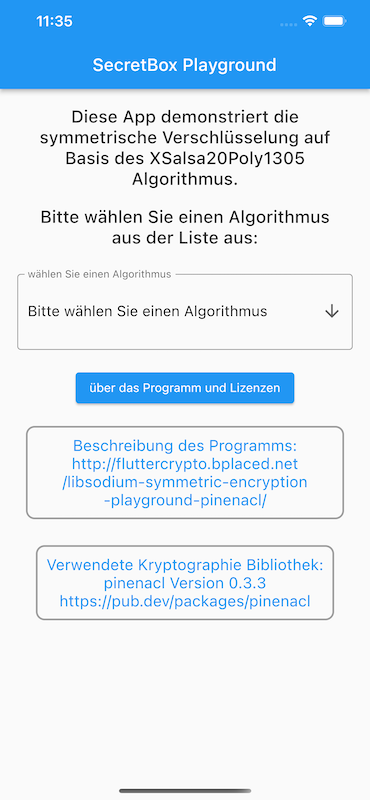 11:35
SecretBox Playground
Diese App demonstriert die
symmetrische Verschlüsselung auf
Basis des XSalsa20Poly1305
Algorithmus.
Bitte wählen Sie einen Algorithmus
aus der Liste aus:
wählen Sie einen Algorithmus
Bitte wählen Sie einen Algorithmus
über das Programm und Lizenzen
Beschreibung des Programms:
http://fluttercrypto.bplaced.net
/libsodium-symmetric-encryption
-playground-pinenacl/
Verwendete Kryptographie Bibliothek:
pinenacl Version 0.3.3
https://pub.dev/packages/pinenacl